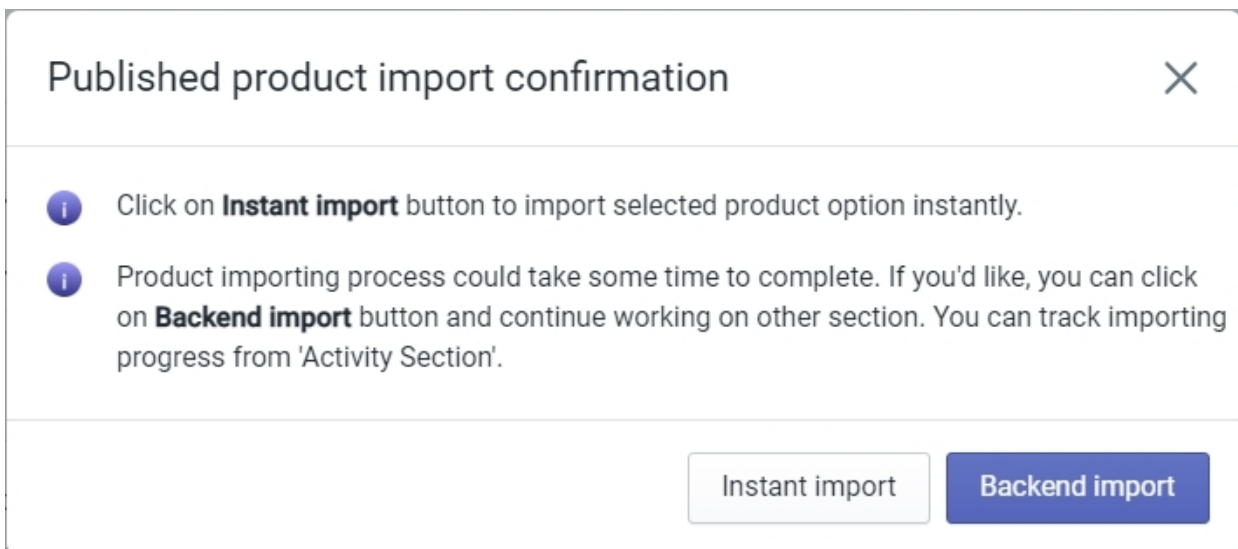 Published product import confirmation
Click on Instant import button to import selected product option instantly.
Product importing process could take some time to complete. If you'd like, you can click
on Backend import button and continue working on other section. You can track importing
progress from 'Activity Section'.
Instant import
Backend import